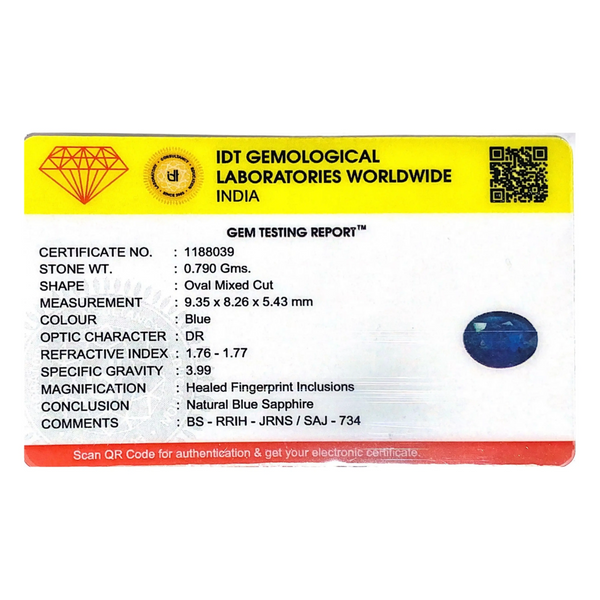 IDT GEMOLOGICAL
LABORATORIES WORLDWIDE
INDIA
idt
GEM TESTING REPORT™
CERTIFICATE NO. : 1188039
STONE WT. : 0.790 Gms.
SHAPE : Oval Mixed Cut
MEASUREMENT : 9.35 x 8.26 x 5.43 mm
COLOUR : Blue
OPTIC CHARACTER : DR
REFRACTIVE INDEX : 1.76 - 1.77
SPECIFIC GRAVITY : 3.99
MAGNIFICATION : Healed Fingerprint Inclusions
CONCLUSION : Natural Blue Sapphire
COMMENTS : BS - RRIH - JRNS / SAJ - 734
Scan QR Code for authentication & get your electronic certificate.